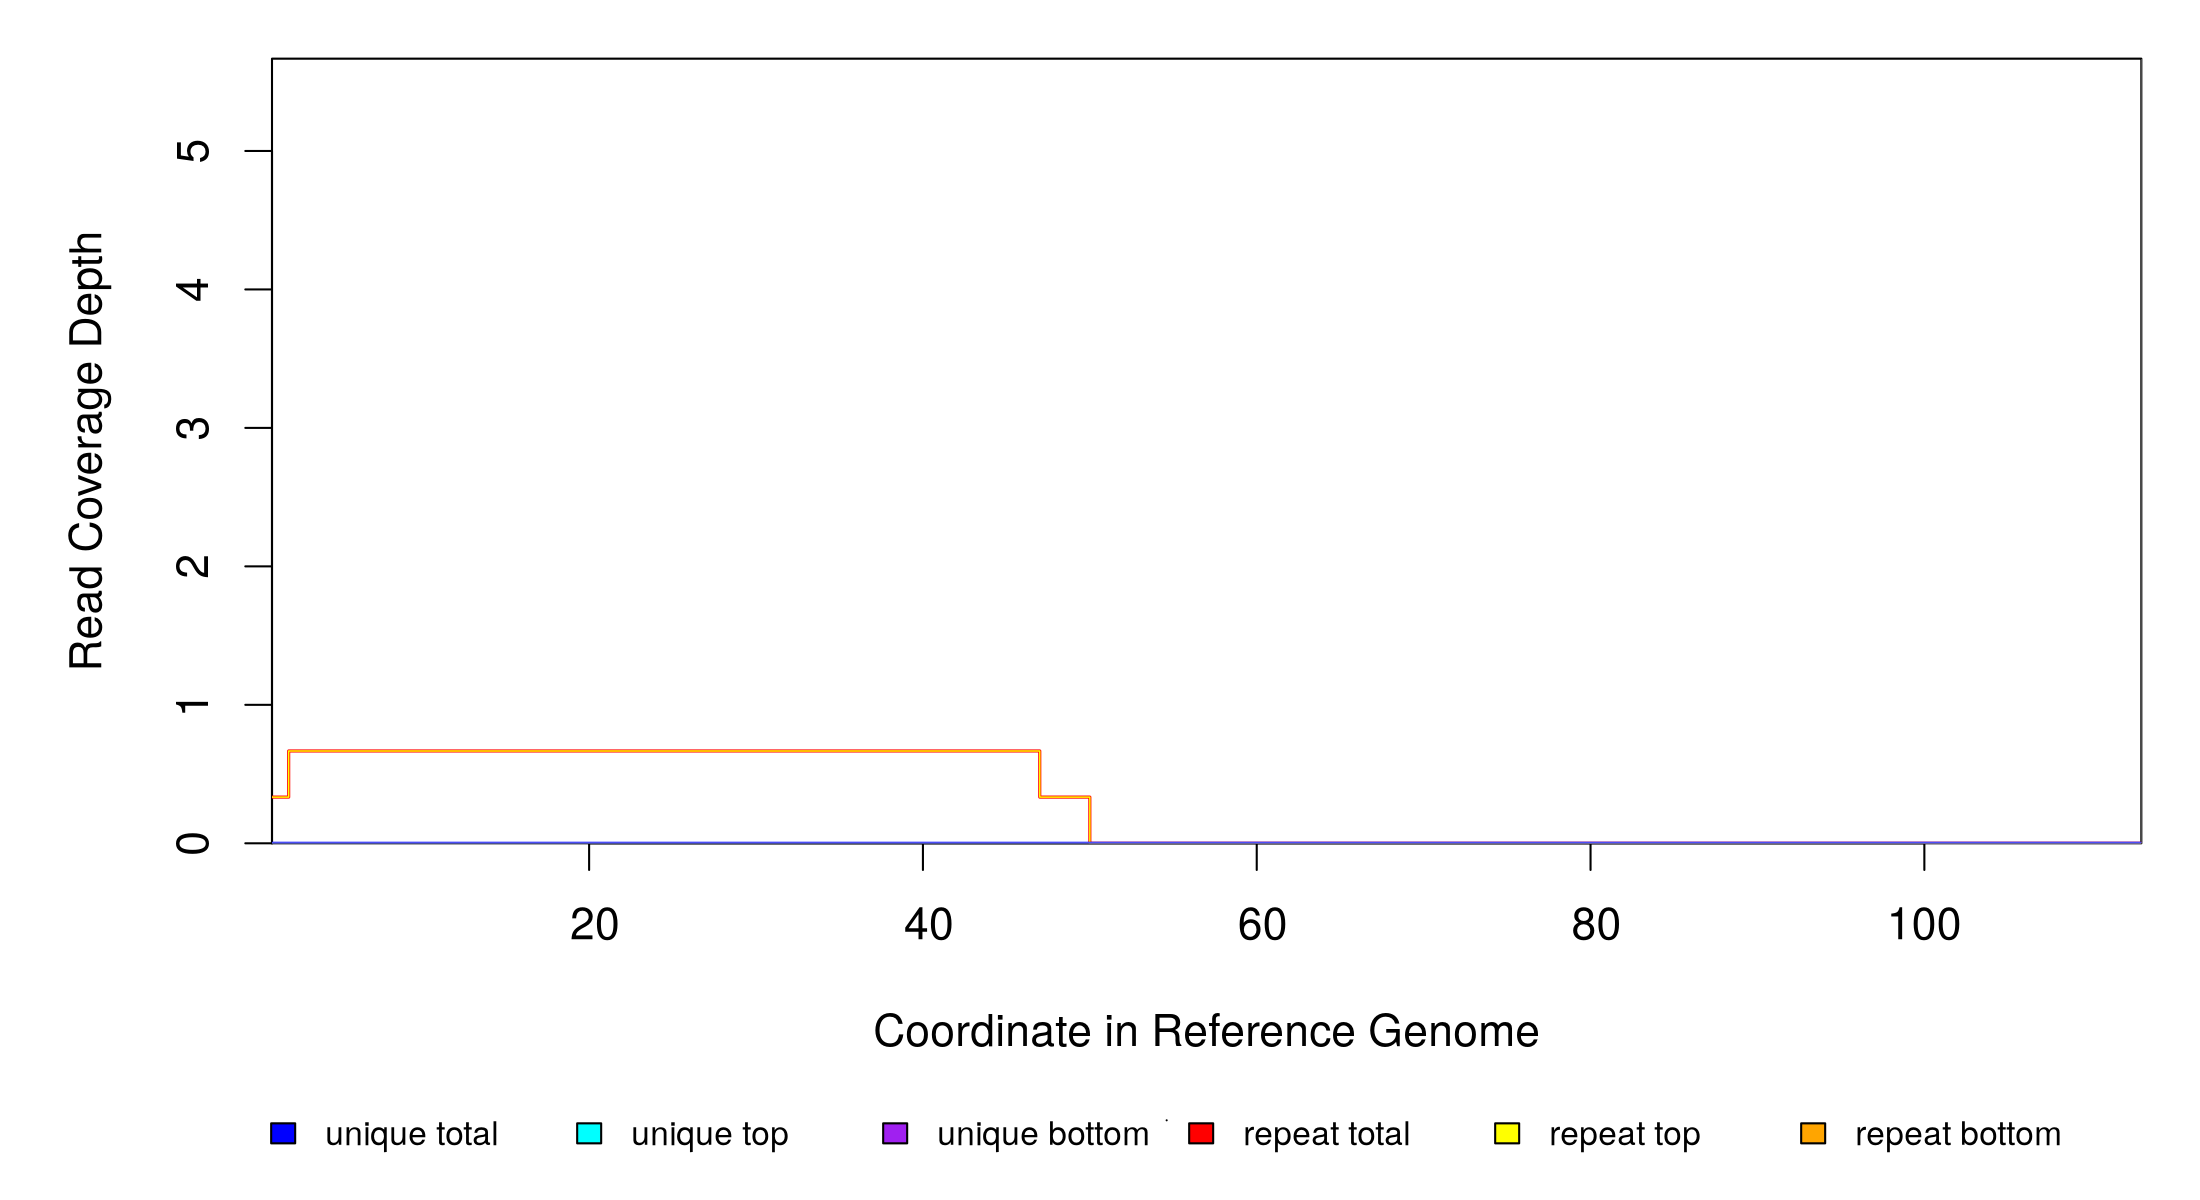 5
4
3
2
1
0
Read Coverage Depth
20 40 60 80 100
Coordinate in Reference Genome
unique total unique top unique bottom repeat total repeat top repeat bottom